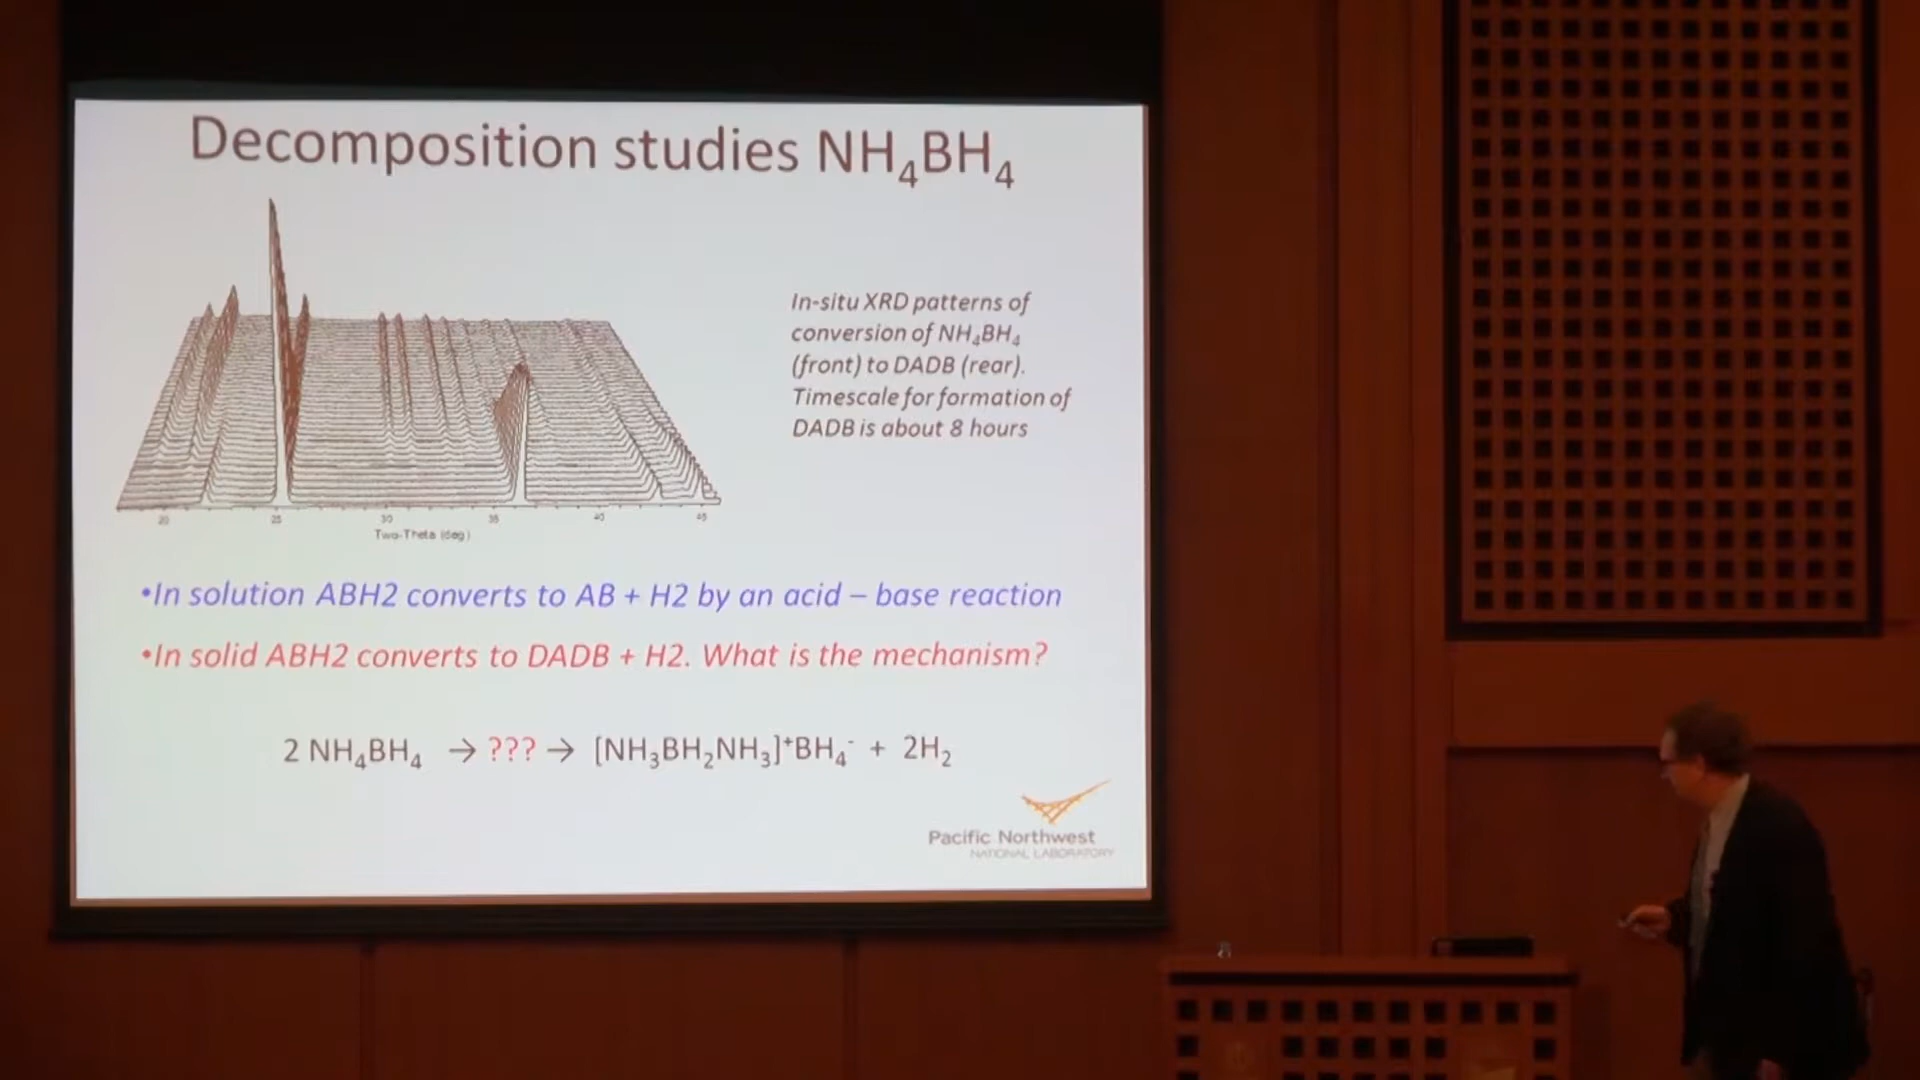 Decomposition studies NH₄BH₄
In-situ XRD patterns of
conversion of NH₄BH₄
(front) to DADB (rear).
Timescale for formation of
DADB is about 8 hours
20 25 30 35 40 45
Two-Theta (deg)
•In solution ABH2 converts to AB + H2 by an acid – base reaction
•In solid ABH2 converts to DADB + H2. What is the mechanism?
2 NH₄BH₄ → ??? → [NH₃BH₂NH₃]⁺BH₄⁻ + 2H₂
Pacific Northwest
NATIONAL LABORATORY